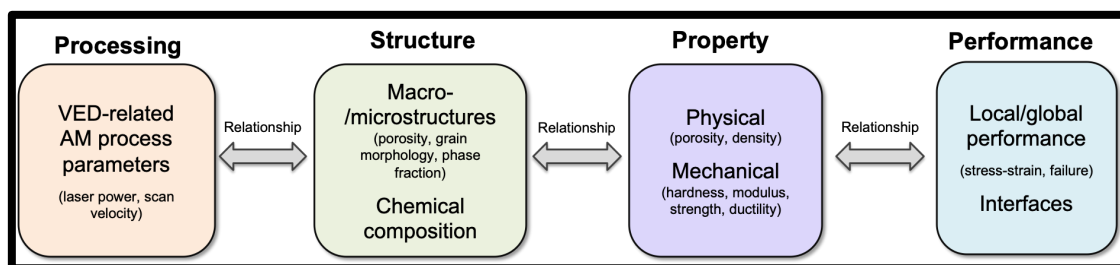 Processing
Structure
Property
Performance
VED-related
AM process
parameters
(laser power, scan
velocity)
Relationship
Macro-
/microstructures
(porosity, grain
morphology, phase
fraction)
Chemical
composition
Relationship
Physical
(porosity, density)
Mechanical
(hardness, modulus,
strength, ductility)
Relationship
Local/global
performance
(stress-strain, failure)
Interfaces